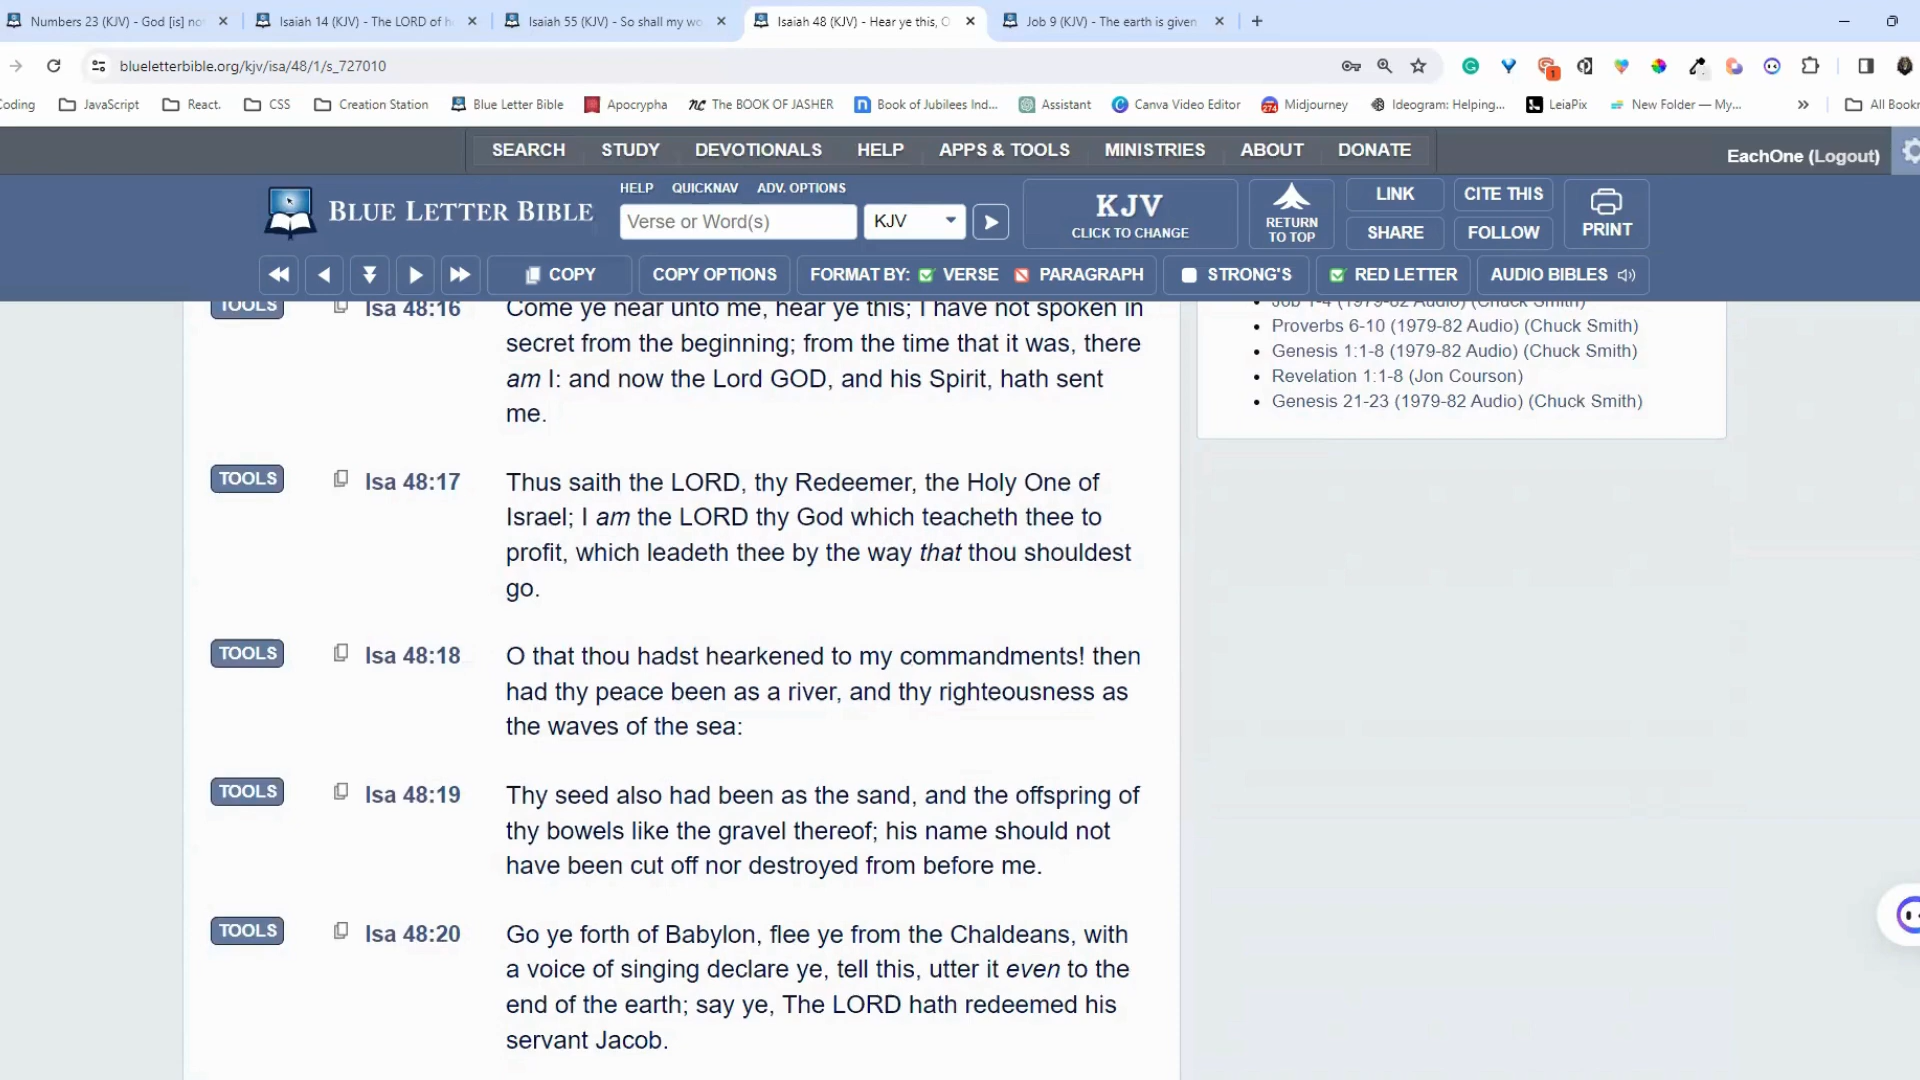 Numbers 23 (KJV) - God [is] no
Isaiah 14 (KJV) - The LORD of h
Isaiah 55 (KJV) - So shall my wo
Isaiah 48 (KJV) - Hear ye this, O
Job 9 (KJV) - The earth is given
blueletterbible.org/kjv/isa/48/1/s_727010
1
Coding
JavaScript
React.
CSS
Creation Station
Blue Letter Bible
Apocrypha
NC The BOOK OF JASHER
Book of Jubilees Ind...
Assistant
Canva Video Editor
274 Midjourney
Ideogram: Helping...
LeiaPix
New Folder — My...
»
All Bookr
SEARCH
STUDY
DEVOTIONALS
HELP
APPS & TOOLS
MINISTRIES
ABOUT
DONATE
EachOne (Logout)
BLUE LETTER BIBLE
HELP
QUICKNAV
ADV. OPTIONS
Verse or Word(s)
KJV
KJV
CLICK TO CHANGE
RETURN
TO TOP
LINK
CITE THIS
SHARE
FOLLOW
PRINT
COPY
COPY OPTIONS
FORMAT BY: VERSE PARAGRAPH
STRONG'S
RED LETTER
AUDIO BIBLES
TOOLS
Isa 48:16
Come ye near unto me, hear ye this; I have not spoken in
secret from the beginning; from the time that it was, there
am I: and now the Lord GOD, and his Spirit, hath sent
me.
TOOLS
Isa 48:17
Thus saith the LORD, thy Redeemer, the Holy One of
Israel; I am the LORD thy God which teacheth thee to
profit, which leadeth thee by the way that thou shouldest
go.
TOOLS
Isa 48:18
O that thou hadst hearkened to my commandments! then
had thy peace been as a river, and thy righteousness as
the waves of the sea:
TOOLS
Isa 48:19
Thy seed also had been as the sand, and the offspring of
thy bowels like the gravel thereof; his name should not
have been cut off nor destroyed from before me.
TOOLS
Isa 48:20
Go ye forth of Babylon, flee ye from the Chaldeans, with
a voice of singing declare ye, tell this, utter it even to the
end of the earth; say ye, The LORD hath redeemed his
servant Jacob.
Job 1-4 (1979-82 Audio) (Chuck Smith)
Proverbs 6-10 (1979-82 Audio) (Chuck Smith)
Genesis 1:1-8 (1979-82 Audio) (Chuck Smith)
Revelation 1:1-8 (Jon Courson)
Genesis 21-23 (1979-82 Audio) (Chuck Smith)